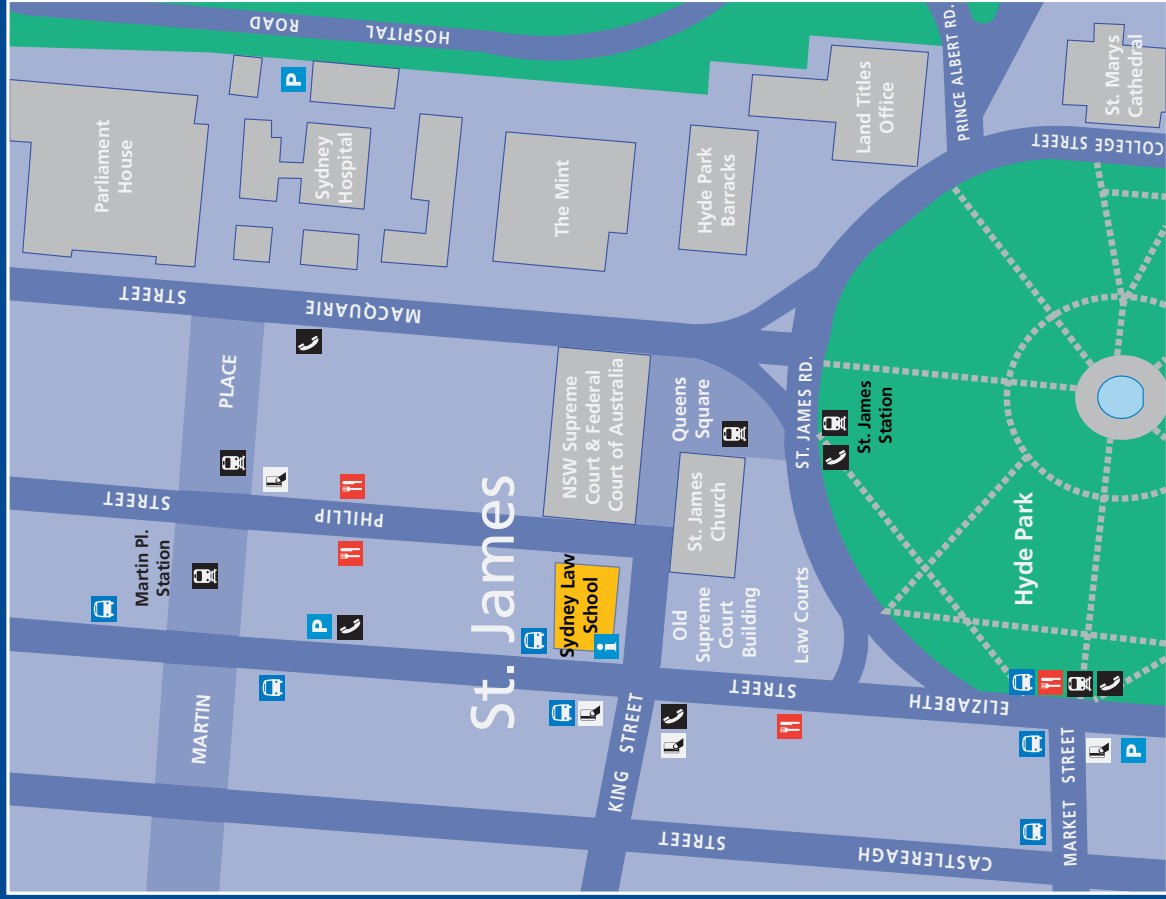 HOSPITAL
ROAD
PRINCE ALBERT RD.
St. Marys
Cathedral
COLLEGE STREET
Land Titles
Office
Parliament
House
Sydney
Hospital
P
The Mint
Hyde Park
Barracks
MACQUARIE
STREET
PLACE
NSW Supreme
Court & Federal
Court of Australia
Queens
Square
ST. JAMES RD.
St. James
Station
St. James
Church
PHILLIP
STREET
Martin Pl.
Station
P
St. James
Sydney Law
School
i
Old
Supreme
Court
Building
Law Courts
Hyde Park
MARTIN
ELIZABETH
STREET
KING STREET
MARKET STREET
P
CASTLEREAGH
STREET